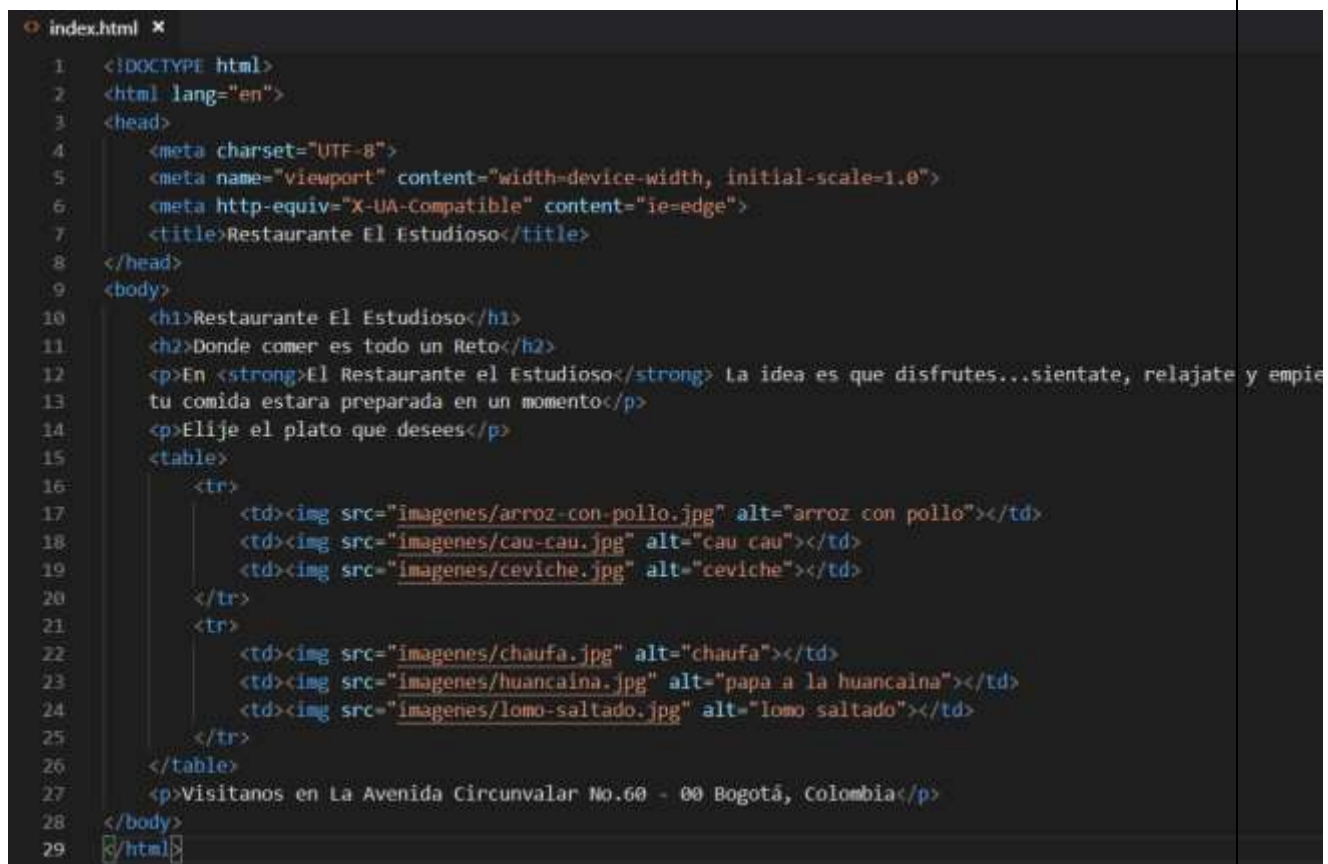 index.html ×
1 <!DOCTYPE html>
2 <html lang="en">
3 <head>
4 <meta charset="UTF-8">
5 <meta name="viewport" content="width=device-width, initial-scale=1.0">
6 <meta http-equiv="X-UA-Compatible" content="ie=edge">
7 <title>Restaurante El Estudioso</title>
8 </head>
9 <body>
10 <h1>Restaurante El Estudioso</h1>
11 <h2>Donde comer es todo un Reto</h2>
12 <p>En <strong>El Restaurante el Estudioso</strong> La idea es que disfrutes...sientate, relajate y empie
13 tu comida estara preparada en un momento</p>
14 <p>Elije el plato que desees</p>
15 <table>
16 <tr>
17 <td><img src="imagenes/arroz-con-pollo.jpg" alt="arroz con pollo"></td>
18 <td><img src="imagenes/cau-cau.jpg" alt="cau cau"></td>
19 <td><img src="imagenes/ceviche.jpg" alt="ceviche"></td>
20 </tr>
21 <tr>
22 <td><img src="imagenes/chaufa.jpg" alt="chaufa"></td>
23 <td><img src="imagenes/huancaina.jpg" alt="papa a la huancaina"></td>
24 <td><img src="imagenes/lomo-saltado.jpg" alt="lomo saltado"></td>
25 </tr>
26 </table>
27 <p>Visitanos en La Avenida Circunvalar No.60 - 00 Bogotá, Colombia</p>
28 </body>
29 </html>